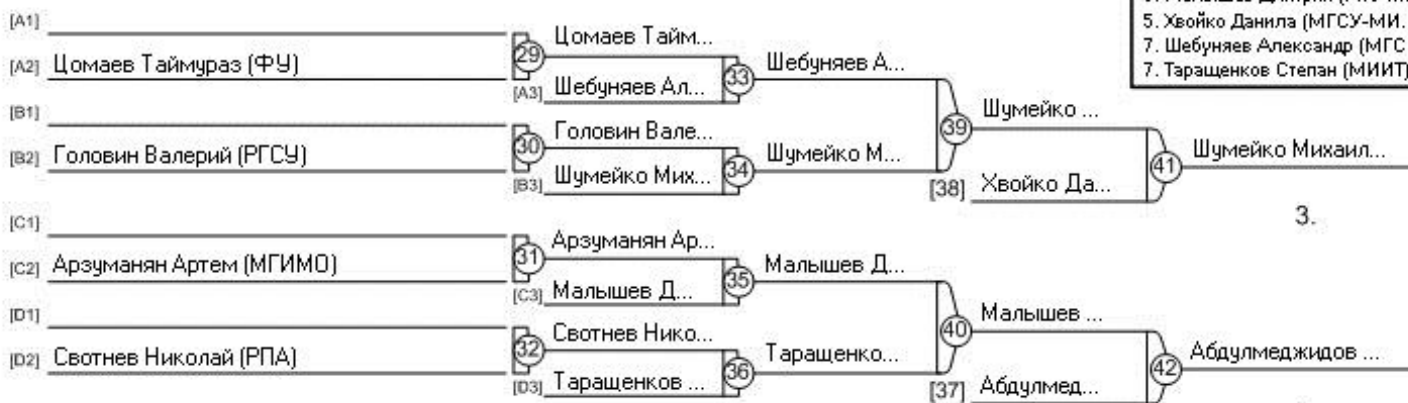 5. Хвойко Данила (МГСУ-МИ.
7. Шебуняев Александр (МГС
7. Таращенков Степан (МИИТ)
[A1]
[A2] Цомаев Таймураз (ФУ)
29
Цомаев Тайм...
[A3] Шебуняев Ал...
33
Шебуняев А...
[B1]
[B2] Головин Валерий (РГСУ)
30
Головин Вале...
[B3] Шумейко Мих...
34
Шумейко М...
39
Шумейко ...
[38] Хвойко Да...
41
Шумейко Михаил...
3.
[C1]
[C2] Арзуманян Артем (МГИМО)
31
Арзуманян Ар...
[C3] Малышев Д...
35
Малышев Д...
[D1]
[D2] Свотнев Николай (РПА)
32
Свотнев Нико...
[D3] Таращенков ...
36
Таращенко...
40
Малышев ...
[37] Абдулмед...
42
Абдулмеджидов ...